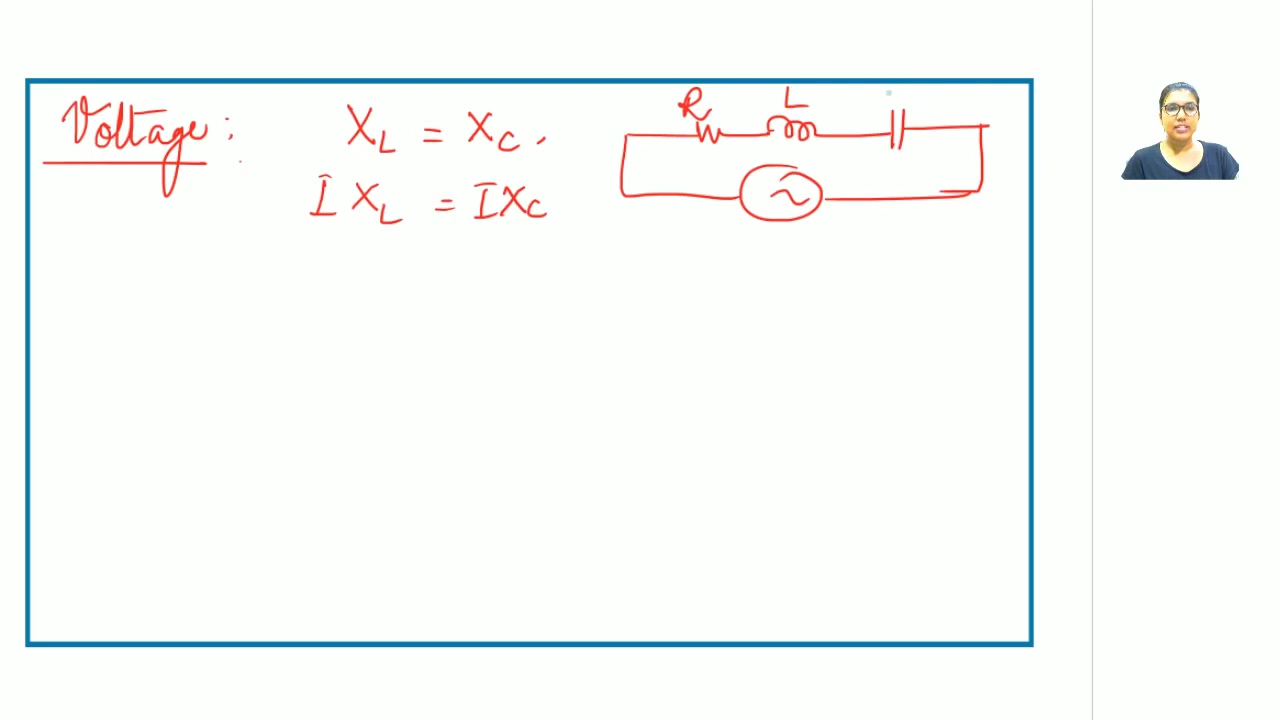 Voltage :
X_L = X_C .
I X_L = I X_C
R L